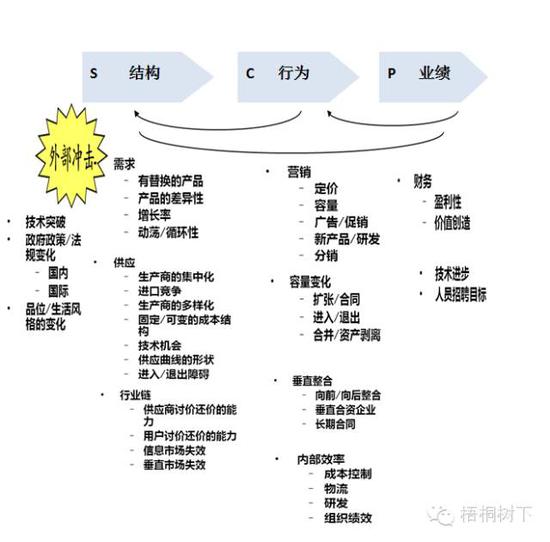 S 结构
C 行为
P 业绩
外部冲击
• 技术突破
• 政府政策/法
规变化
– 国内
– 国际
• 品位/生活风
格的变化
• 需求
– 有替换的产品
– 产品的差异性
– 增长率
– 动荡/循环性
• 供应
– 生产商的集中化
– 进口竞争
– 生产商的多样化
– 固定/可变的成本结
构
– 技术机会
– 供应曲线的形状
– 进入/退出障碍
• 行业链
– 供应商讨价还价的能
力
– 用户讨价还价的能力
– 信息市场失效
– 垂直市场失效
• 营销
– 定价
– 容量
– 广告/促销
– 新产品/研发
– 分销
• 容量变化
– 扩张/合同
– 进入/退出
– 合并/资产剥离
• 垂直整合
– 向前/向后整合
– 垂直合资企业
– 长期合同
• 内部效率
– 成本控制
– 物流
– 研发
– 组织绩效
• 财务
– 盈利性
– 价值创造
• 技术进步
• 人员招聘目标
梧桐树下